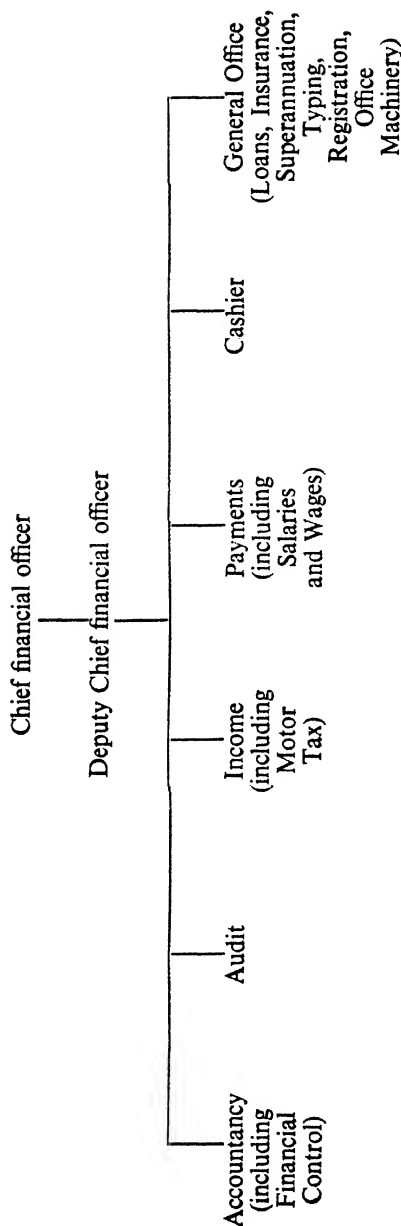 Chief financial officer
Deputy Chief financial officer
Accountancy
(including
Financial
Control)
Audit
Income
(including
Motor
Tax)
Payments
(including
Salaries
and Wages)
Cashier
General Office
(Loans, Insurance,
Superannuation,
Typing,
Registration,
Office
Machinery)